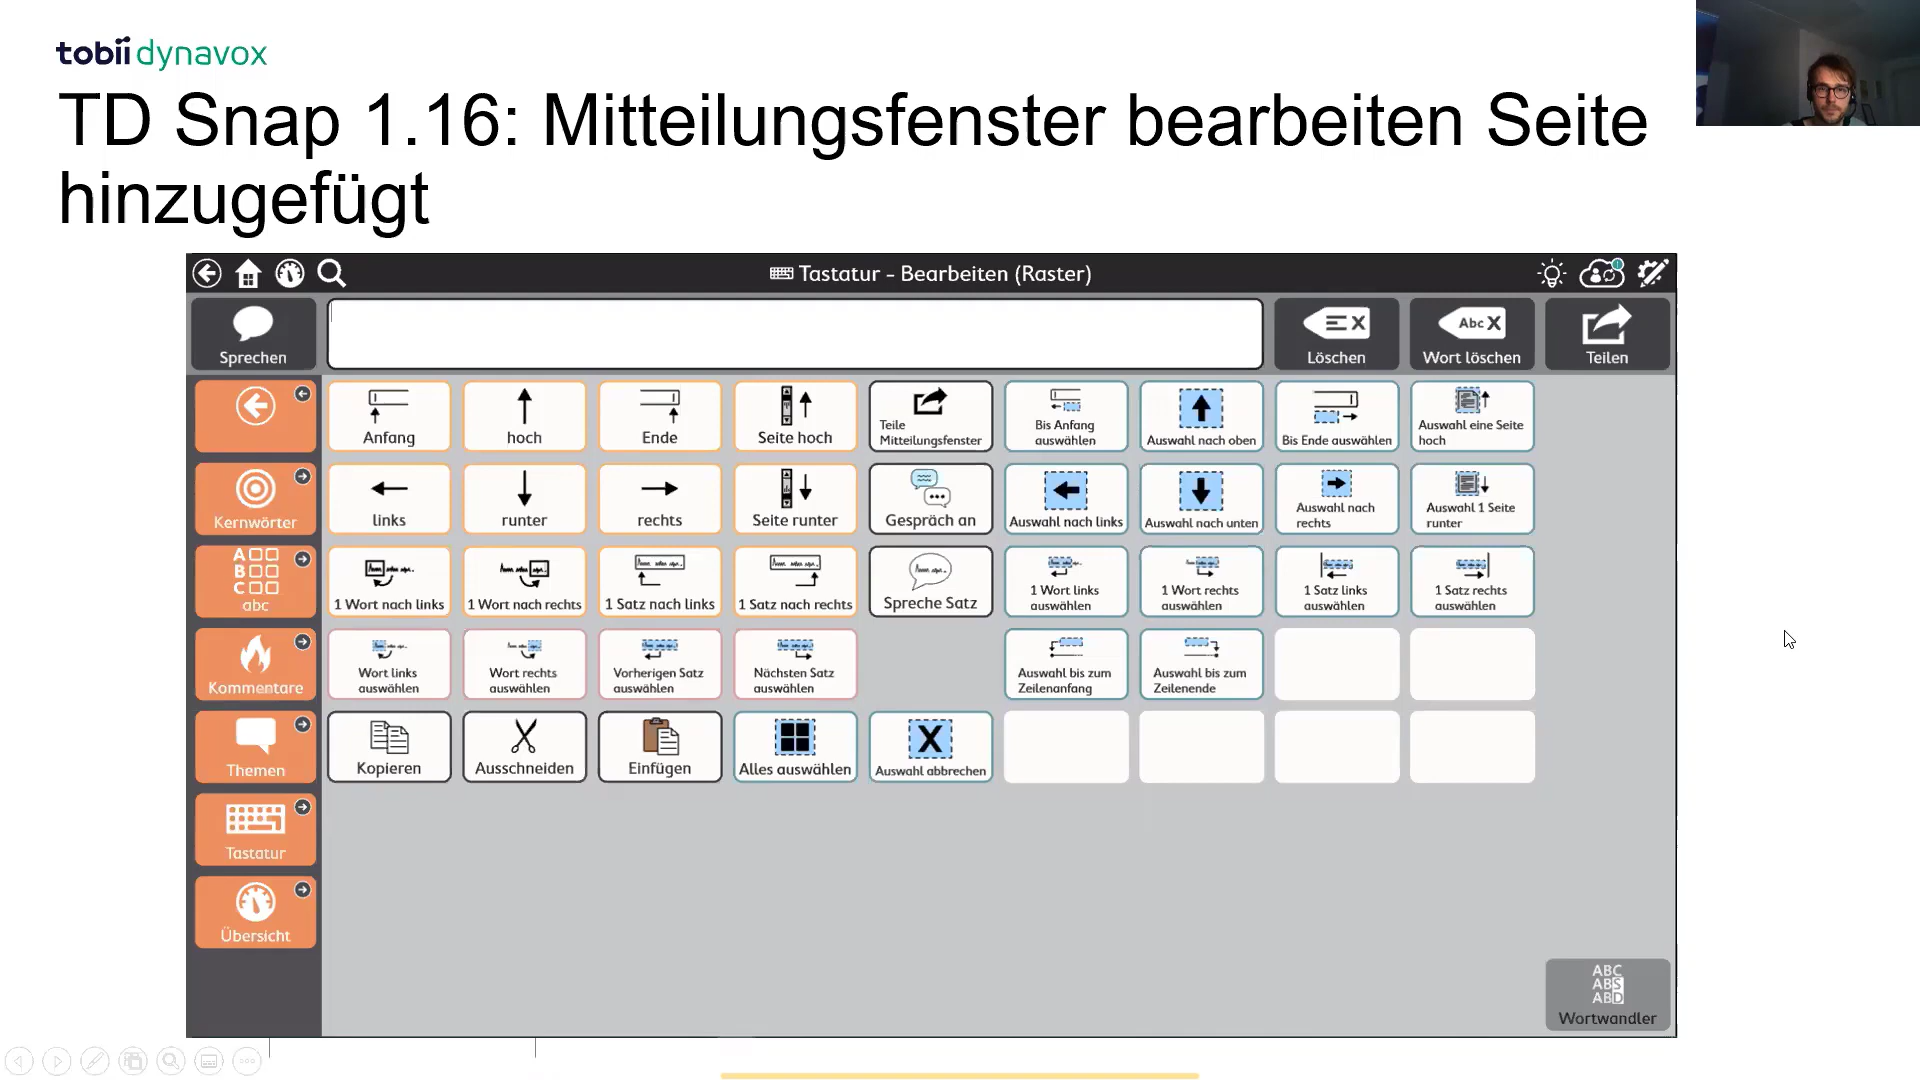 tobii dynavox
TD Snap 1.16: Mitteilungsfenster bearbeiten Seite
hinzugefügt
Tastatur - Bearbeiten (Raster)
Sprechen
Löschen
Abc X
Wort löschen
Teilen
Anfang
hoch
Ende
Seite hoch
Teile
Mitteilungsfenster
Bis Anfang
auswählen
Auswahl nach oben
Bis Ende auswählen
Auswahl eine Seite
hoch
Kernwörter
links
runter
rechts
Seite runter
Gespräch an
Auswahl nach links
Auswahl nach unten
Auswahl nach
rechts
Auswahl 1 Seite
runter
A
B
C
abc
1 Wort nach links
1 Wort nach rechts
1 Satz nach links
1 Satz nach rechts
Spreche Satz
1 Wort links
auswählen
1 Wort rechts
auswählen
1 Satz links
auswählen
1 Satz rechts
auswählen
Kommentare
Wort links
auswählen
Wort rechts
auswählen
Vorherigen Satz
auswählen
Nächsten Satz
auswählen
Auswahl bis zum
Zeilenanfang
Auswahl bis zum
Zeilenende
Themen
Kopieren
Ausschneiden
Einfügen
Alles auswählen
X
Auswahl abbrechen
Tastatur
Übersicht
ABC
ABS
ABD
Wortwandler